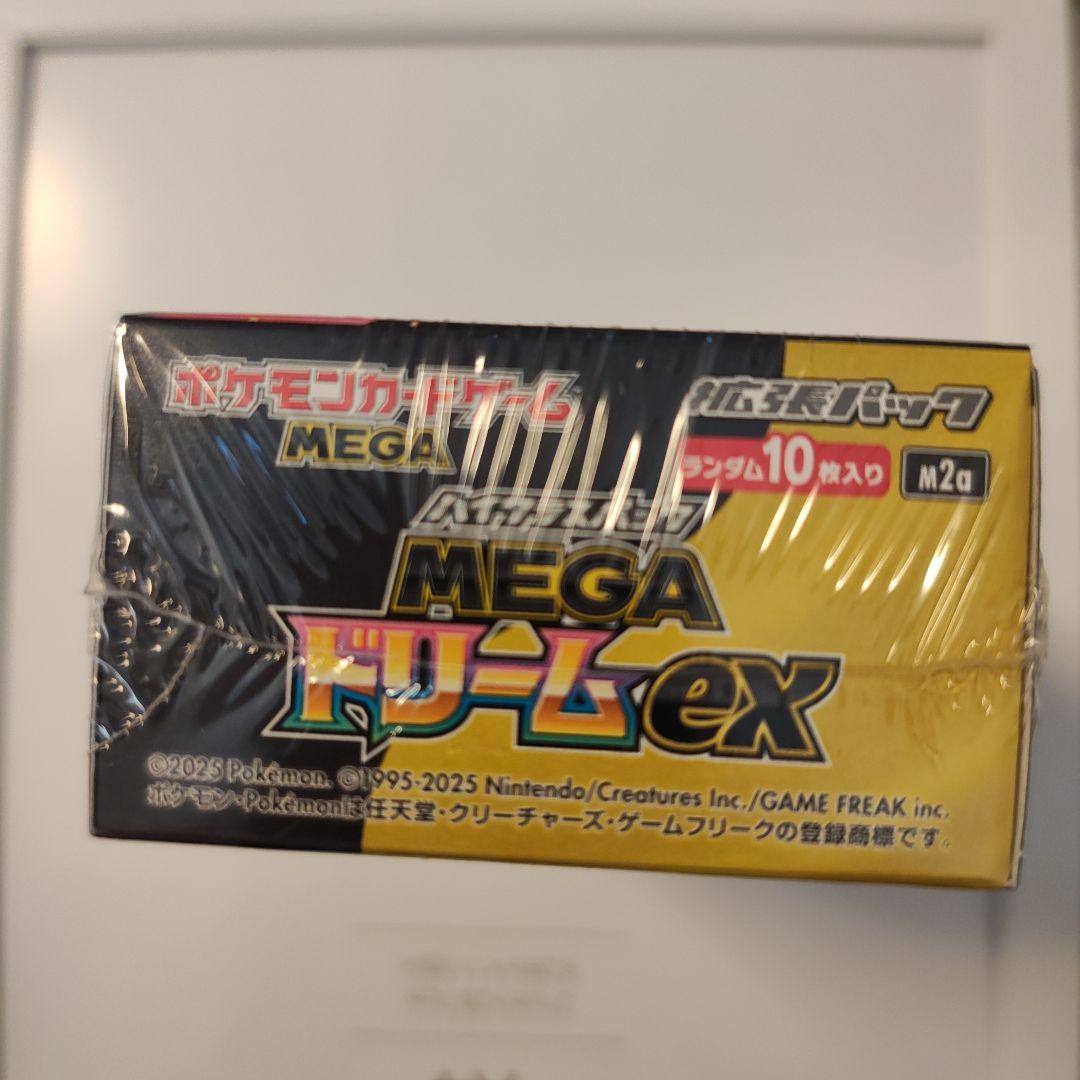 ポケモンカードゲーム
MEGA
拡張パック
ランダム10枚入り
M2a
ハイクラスパック
MEGA
ドリームex
©2025 Pokémon. ©1995-2025 Nintendo/Creatures Inc./GAME FREAK inc.
ポケモン・Pokémonは任天堂・クリーチャーズ・ゲームフリークの登録商標です。